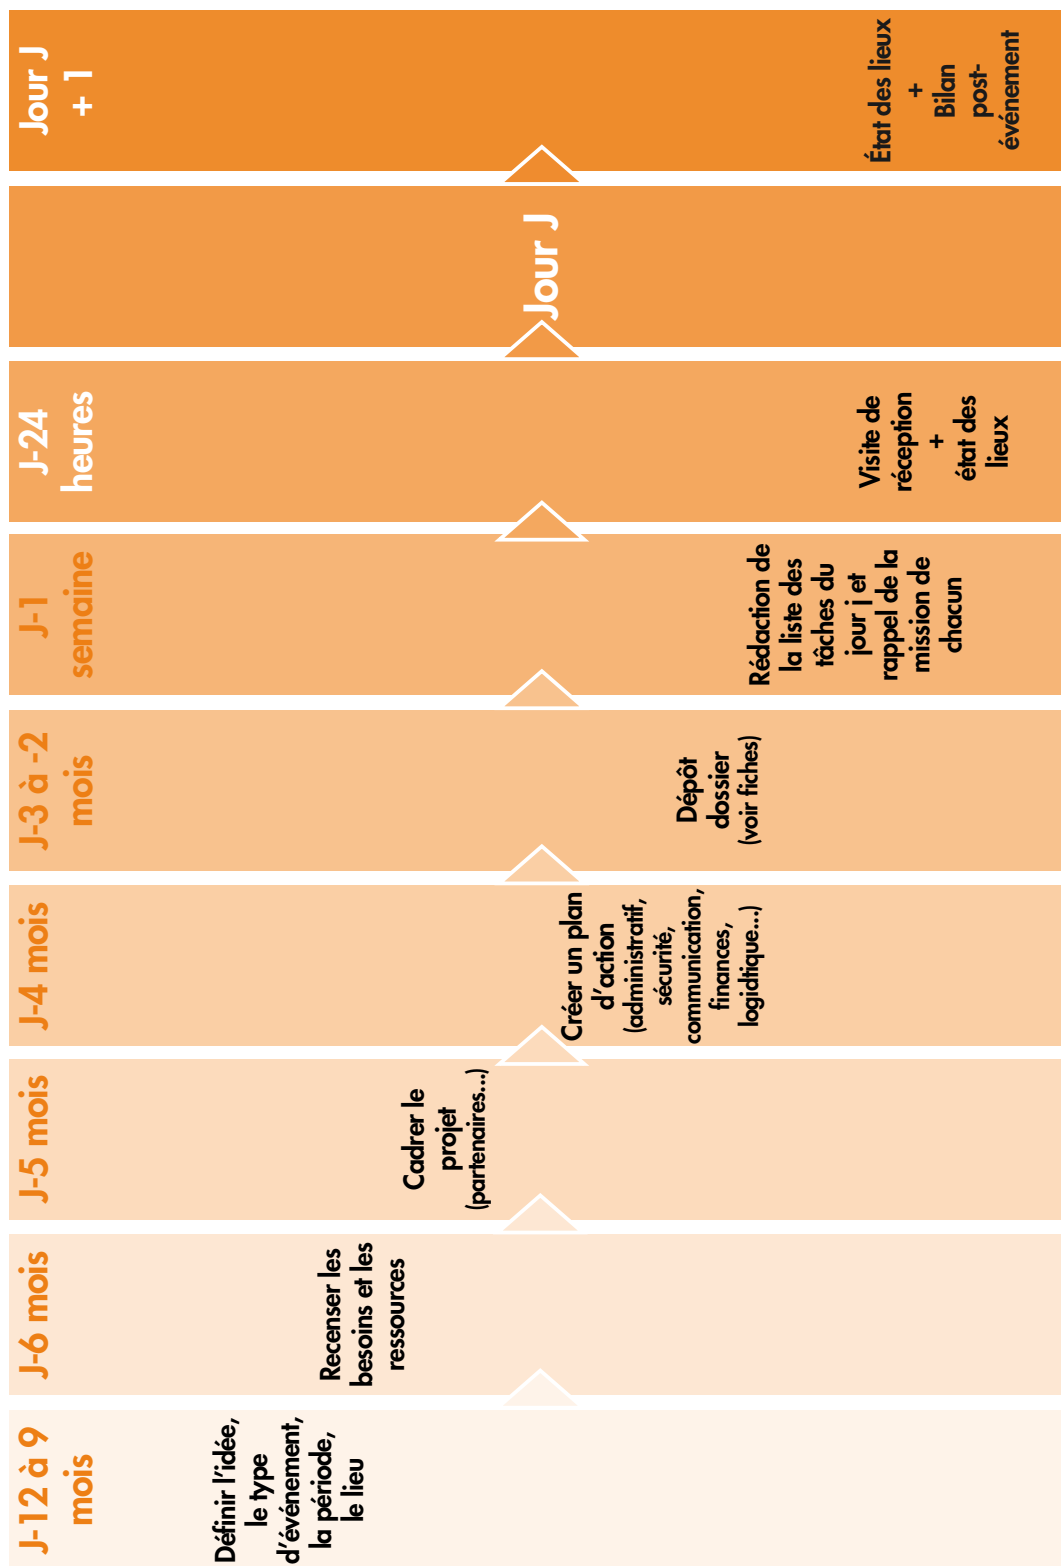 J-12 à 9
mois
Définir l'idée,
le type
d'événement,
la période,
le lieu
J-6 mois
Recenser les
besoins et les
ressources
J-5 mois
Cadrer le
projet
(partenaires...)
J-4 mois
Créer un plan
d'action
(administratif,
sécurité,
communication,
finances,
logidtique...)
J-3 à -2
mois
Dépôt
dossier
(voir fiches)
J-1
semaine
Rédaction de
la liste des
tâches du
jour j et
rappel de la
mission de
chacun
J-24
heures
Visite de
réception
+
état des
lieux
Jour J
Jour J
+ 1
État des lieux
+
Bilan
post-
événement